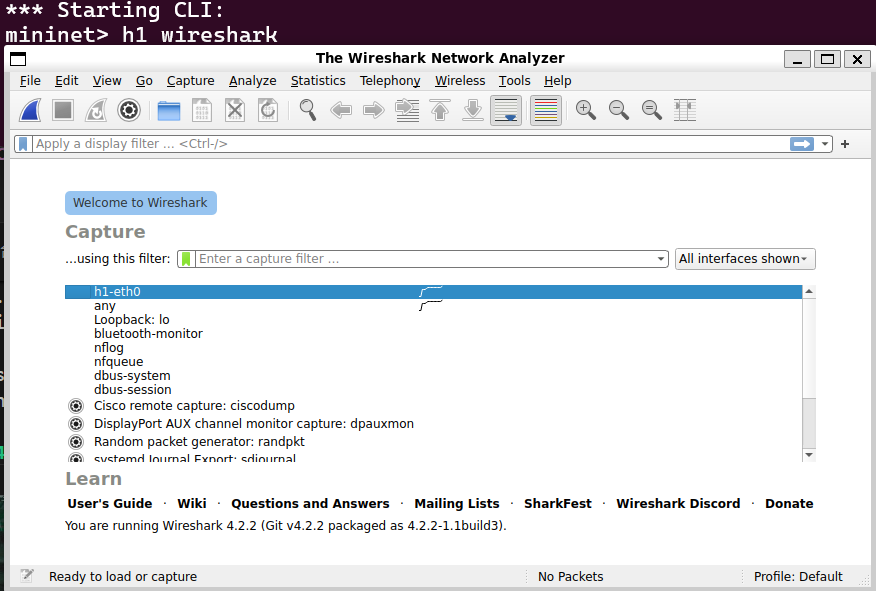 *** Starting CLI:
mininet> h1 wireshark
The Wireshark Network Analyzer
File Edit View Go Capture Analyze Statistics Telephony Wireless Tools Help
Apply a display filter ... <Ctrl-/>
+
Welcome to Wireshark
Capture
...using this filter: Enter a capture filter ... All interfaces shown
h1-eth0
any
Loopback: lo
bluetooth-monitor
nflog
nfqueue
dbus-system
dbus-session
Cisco remote capture: ciscodump
DisplayPort AUX channel monitor capture: dpauxmon
Random packet generator: randpkt
systemd Journal Export: sdjournal
Learn
User's Guide · Wiki · Questions and Answers · Mailing Lists · SharkFest · Wireshark Discord · Donate
You are running Wireshark 4.2.2 (Git v4.2.2 packaged as 4.2.2-1.1build3).
Ready to load or capture No Packets Profile: Default